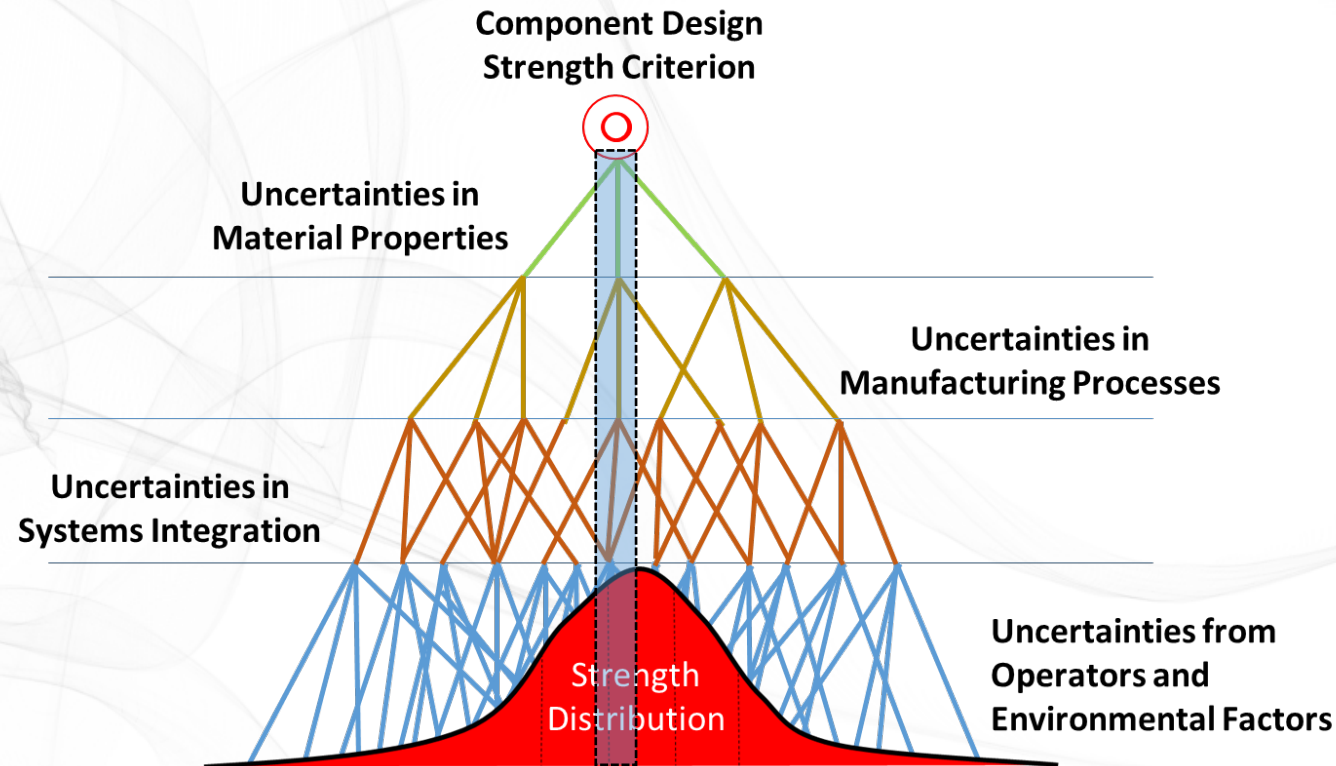 Component Design
Strength Criterion
Uncertainties in
Material Properties
Uncertainties in
Manufacturing Processes
Uncertainties in
Systems Integration
Uncertainties from
Operators and
Environmental Factors
Strength
Distribution